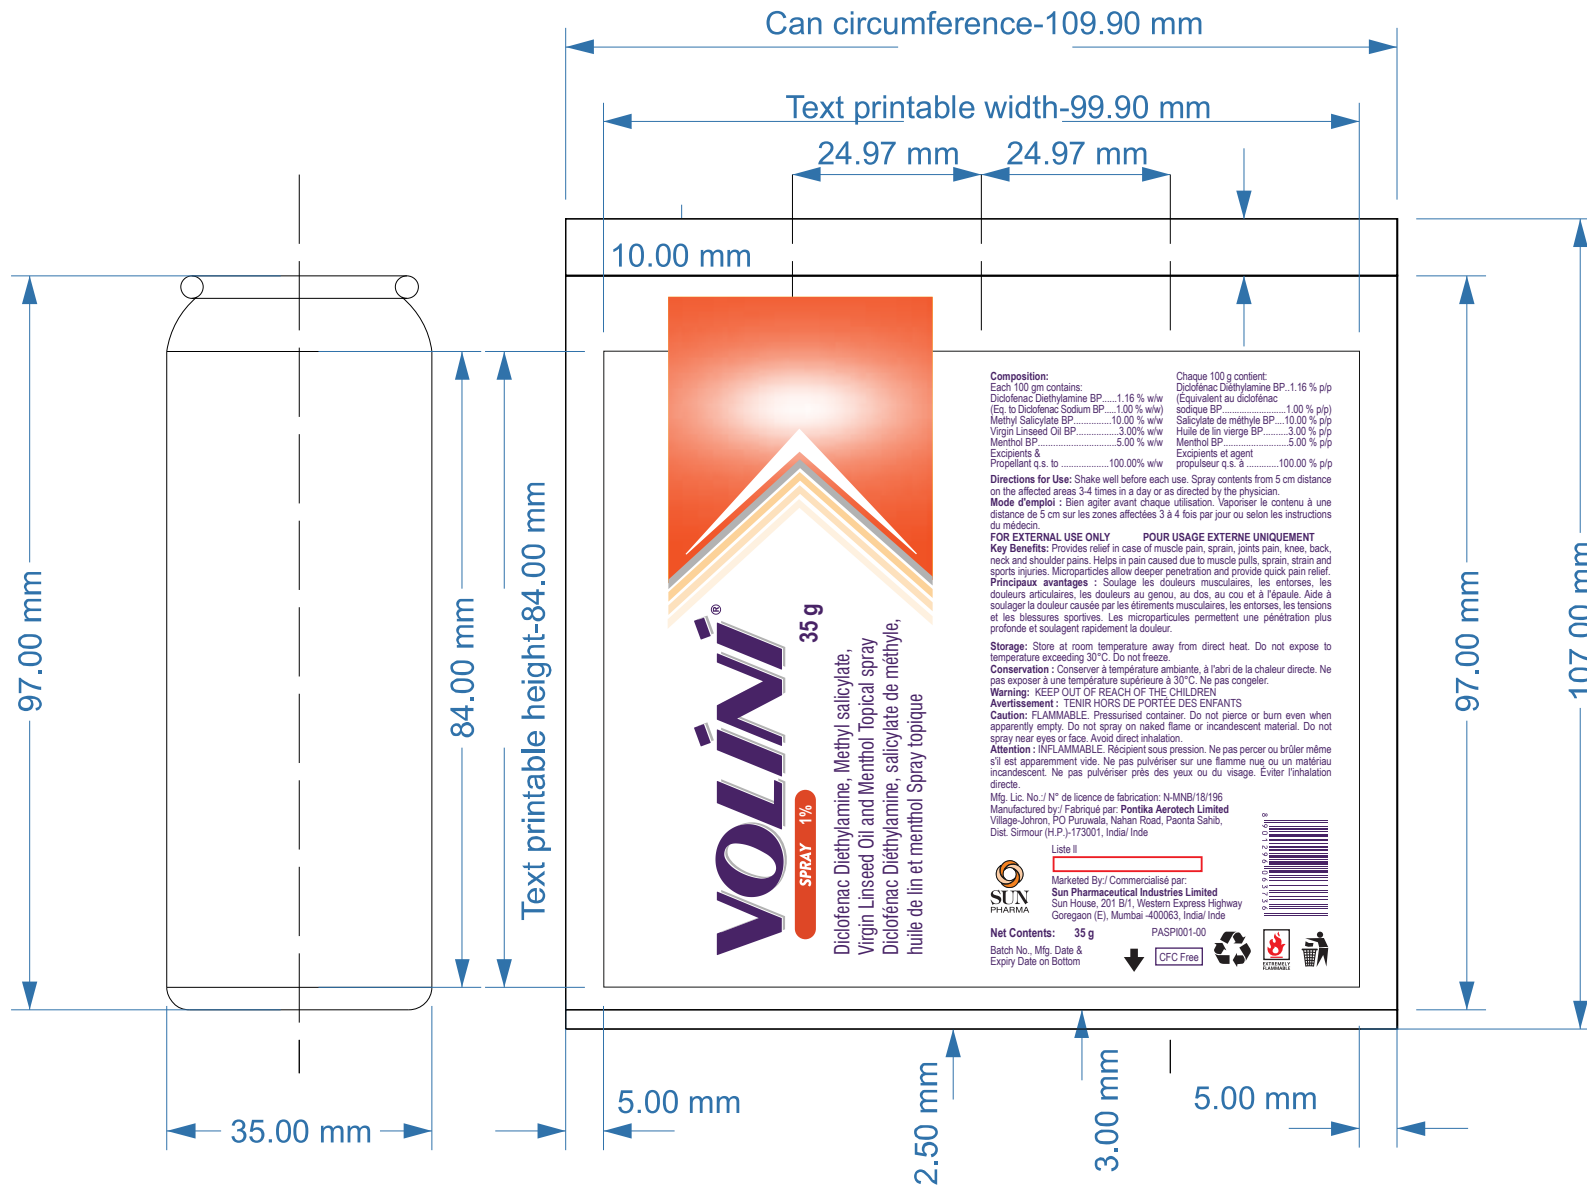 Can circumference-109.90 mm
Text printable width-99.90 mm
24.97 mm
24.97 mm
10.00 mm
97.00 mm
84.00 mm
Text printable height-84.00 mm
35.00 mm
97.00 mm
107.00 mm
5.00 mm
2.50 mm
3.00 mm
5.00 mm
VOLINI®
SPRAY 1%
35 g
Diclofenac Diethylamine, Methyl salicylate,
Virgin Linseed Oil and Menthol Topical spray
Diclofénac Diéthylamine, salicylate de méthyle,
huile de lin et menthol Spray topique
Composition:
Each 100 gm contains:
Diclofenac Diethylamine BP......1.16 % w/w
(Eq. to Diclofenac Sodium BP....1.00 % w/w)
Methyl Salicylate BP...............10.00 % w/w
Virgin Linseed Oil BP.................3.00% w/w
Menthol BP...............................5.00 % w/w
Excipients &
Propellant q.s. to ...................100.00% w/w
Chaque 100 g contient:
Diclofénac Diéthylamine BP..1.16 % p/p
(Équivalent au diclofénac
sodique BP.........................1.00 % p/p)
Salicylate de méthyle BP....10.00 % p/p
Huile de lin vierge BP..........3.00 % p/p
Menthol BP..........................5.00 % p/p
Excipients et agent
propulseur q.s. à .............100.00 % p/p
Directions for Use: Shake well before each use. Spray contents from 5 cm distance
on the affected areas 3-4 times in a day or as directed by the physician.
Mode d'emploi : Bien agiter avant chaque utilisation. Vaporiser le contenu à une
distance de 5 cm sur les zones affectées 3 à 4 fois par jour ou selon les instructions
du médecin.
FOR EXTERNAL USE ONLY POUR USAGE EXTERNE UNIQUEMENT
Key Benefits: Provides relief in case of muscle pain, sprain, joints pain, knee, back,
neck and shoulder pains. Helps in pain caused due to muscle pulls, sprain, strain and
sports injuries. Microparticles allow deeper penetration and provide quick pain relief.
Principaux avantages : Soulage les douleurs musculaires, les entorses, les
douleurs articulaires, les douleurs au genou, au dos, au cou et à l'épaule. Aide à
soulager la douleur causée par les étirements musculaires, les entorses, les tensions
et les blessures sportives. Les microparticules permettent une pénétration plus
profonde et soulagent rapidement la douleur.
Storage: Store at room temperature away from direct heat. Do not expose to
temperature exceeding 30°C. Do not freeze.
Conservation : Conserver à température ambiante, à l'abri de la chaleur directe. Ne
pas exposer à une température supérieure à 30°C. Ne pas congeler.
Warning: KEEP OUT OF REACH OF THE CHILDREN
Avertissement : TENIR HORS DE PORTÉE DES ENFANTS
Caution: FLAMMABLE. Pressurised container. Do not pierce or burn even when
apparently empty. Do not spray on naked flame or incandescent material. Do not
spray near eyes or face. Avoid direct inhalation.
Attention : INFLAMMABLE. Récipient sous pression. Ne pas percer ou brûler même
s'il est apparemment vide. Ne pas pulvériser sur une flamme nue ou un matériau
incandescent. Ne pas pulvériser près des yeux ou du visage. Éviter l'inhalation
directe.
Mfg. Lic. No.:/ N° de licence de fabrication: N-MNB/18/196
Manufactured by:/ Fabriqué par: Pontika Aerotech Limited
Village-Johron, PO Puruwala, Nahan Road, Paonta Sahib,
Dist. Sirmour (H.P.)-173001, India/ Inde
8901296063736
Liste II
SUN
PHARMA
Marketed By:/ Commercialisé par:
Sun Pharmaceutical Industries Limited
Sun House, 201 B/1, Western Express Highway
Goregaon (E), Mumbai -400063, India/ Inde
Net Contents: 35 g
PASPI001-00
Batch No., Mfg. Date &
Expiry Date on Bottom
CFC Free
EXTREMELY
FLAMMABLE